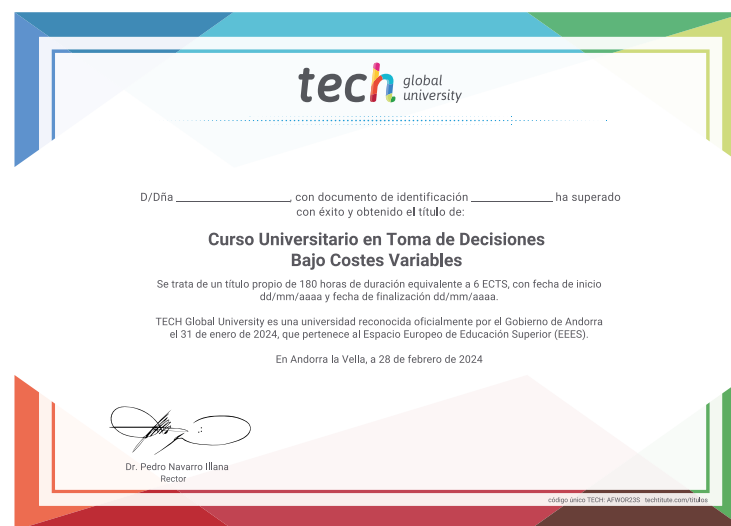 tech global university
D/Dña ____________________, con documento de identificación ______________ ha superado
con éxito y obtenido el título de:
Curso Universitario en Toma de Decisiones
Bajo Costes Variables
Se trata de un título propio de 180 horas de duración equivalente a 6 ECTS, con fecha de inicio
dd/mm/aaaa y fecha de finalización dd/mm/aaaa.
TECH Global University es una universidad reconocida oficialmente por el Gobierno de Andorra
el 31 de enero de 2024, que pertenece al Espacio Europeo de Educación Superior (EEES).
En Andorra la Vella, a 28 de febrero de 2024
Dr. Pedro Navarro Illana
Rector
código único TECH: AFWOR23S techtitute.com/titulos